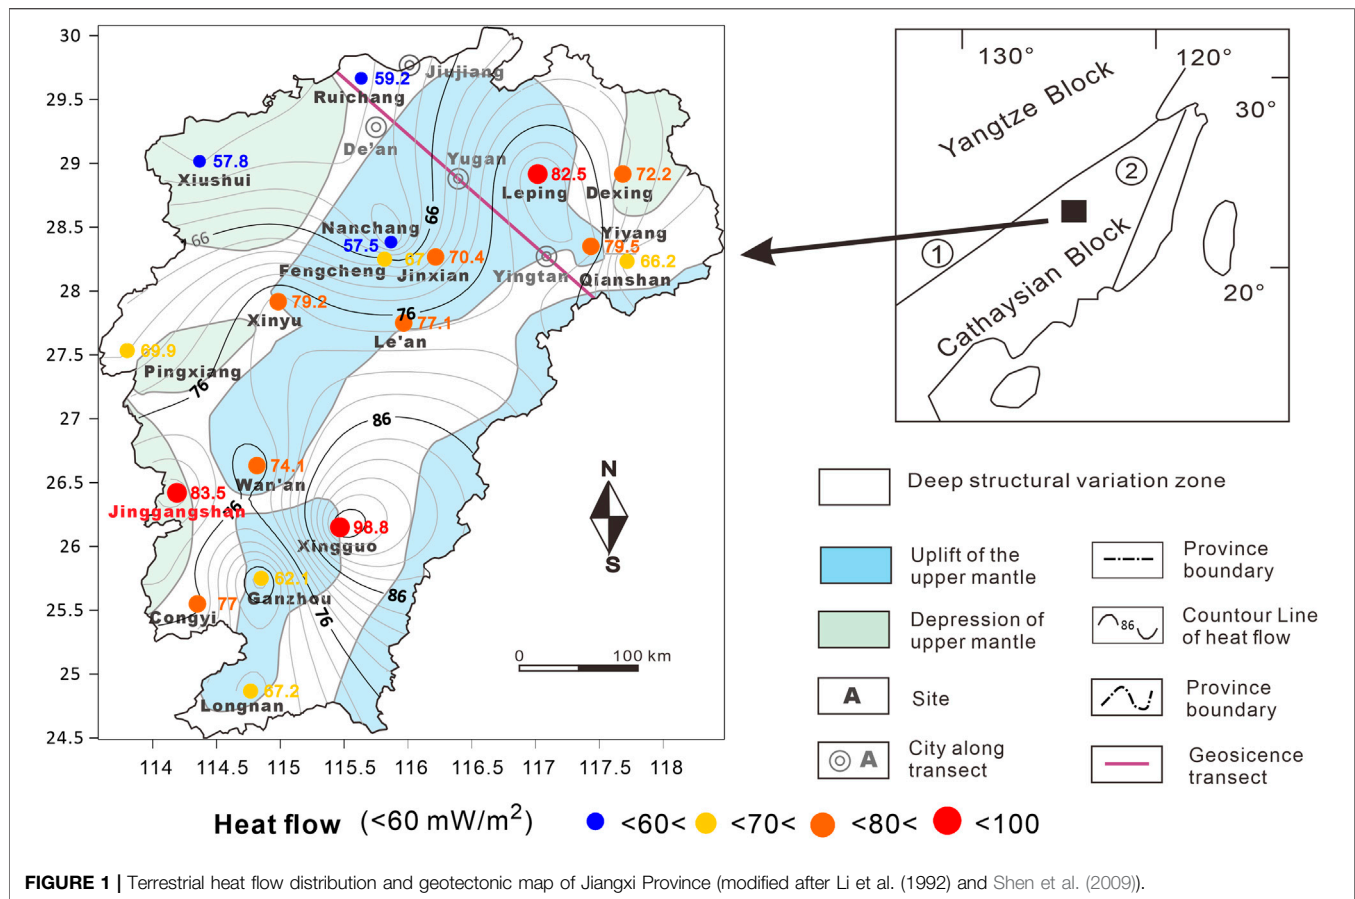 30
29.5
29
28.5
28
27.5
27
26.5
26
25.5
25
24.5
114
114.5
115
115.5
116
116.5
117
117.5
118
59.2
Ruichang
Jiujiang
De'an
57.8
Xiushui
Yugan
82.5
Leping
72.2
Dexing
66
66
Nanchang
57.5
Fengcheng
67
70.4
Jinxian
Yiyang
79.5
66.2
Qianshan
Yingtan
79.2
Xinyu
76
77.1
Le'an
69.9
Pingxiang
76
86
74.1
Wan'an
83.5
Jinggangshan
98.8
Xingguo
62.1
Ganzhou
77
Congyi
76
86
67.2
Longnan
N
S
0
100 km
130°
120°
30°
20°
Yangtze Block
Cathaysian Block
1
2
Deep structural variation zone
Uplift of the
upper mantle
Depression of
upper mantle
A
Site
A
City along
transect
Province
boundary
86
Countour Line
of heat flow
Province
boundary
Geosicence
transect
Heat flow (<60 mW/m²) <60< <70< <80< <100
FIGURE 1 | Terrestrial heat flow distribution and geotectonic map of Jiangxi Province (modified after Li et al. (1992) and Shen et al. (2009)).